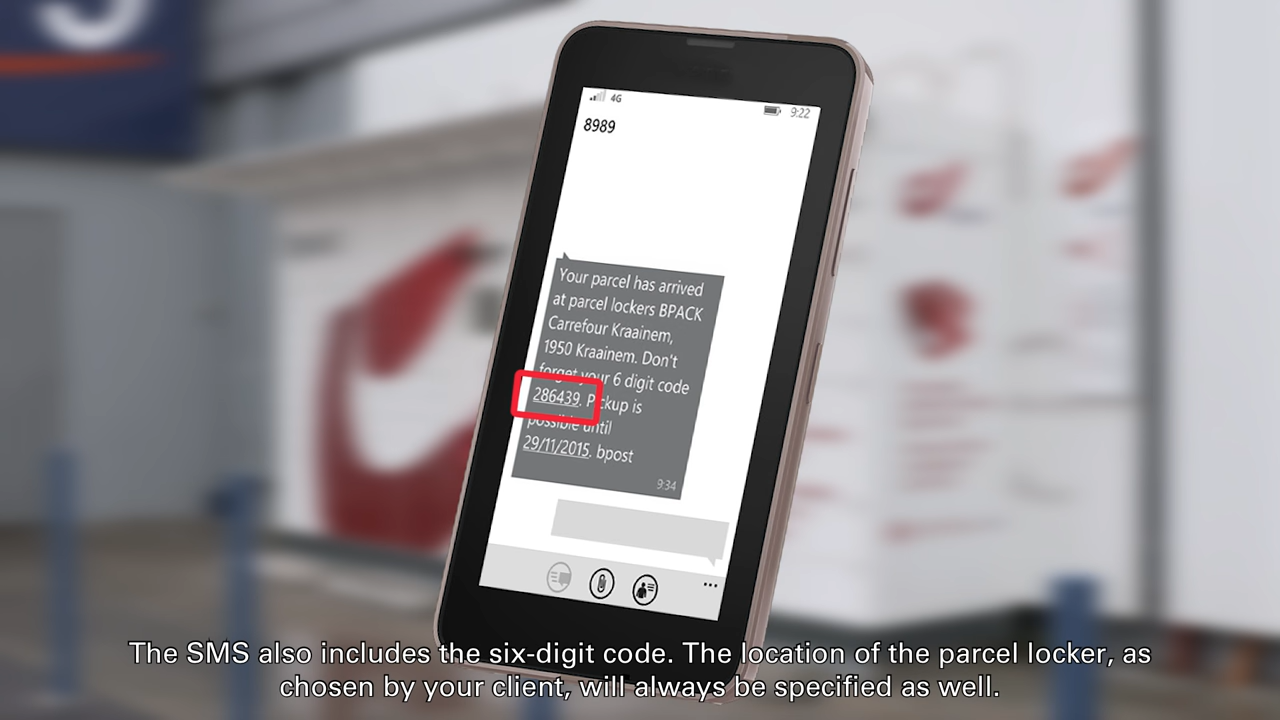 4G 9:22
8989
Your parcel has arrived
at parcel lockers BPACK
Carrefour Kraainem,
1950 Kraainem. Don't
forget your 6 digit code
286439. Pickup is
possible until
29/11/2015. bpost
9:34
The SMS also includes the six-digit code. The location of the parcel locker, as
chosen by your client, will always be specified as well.